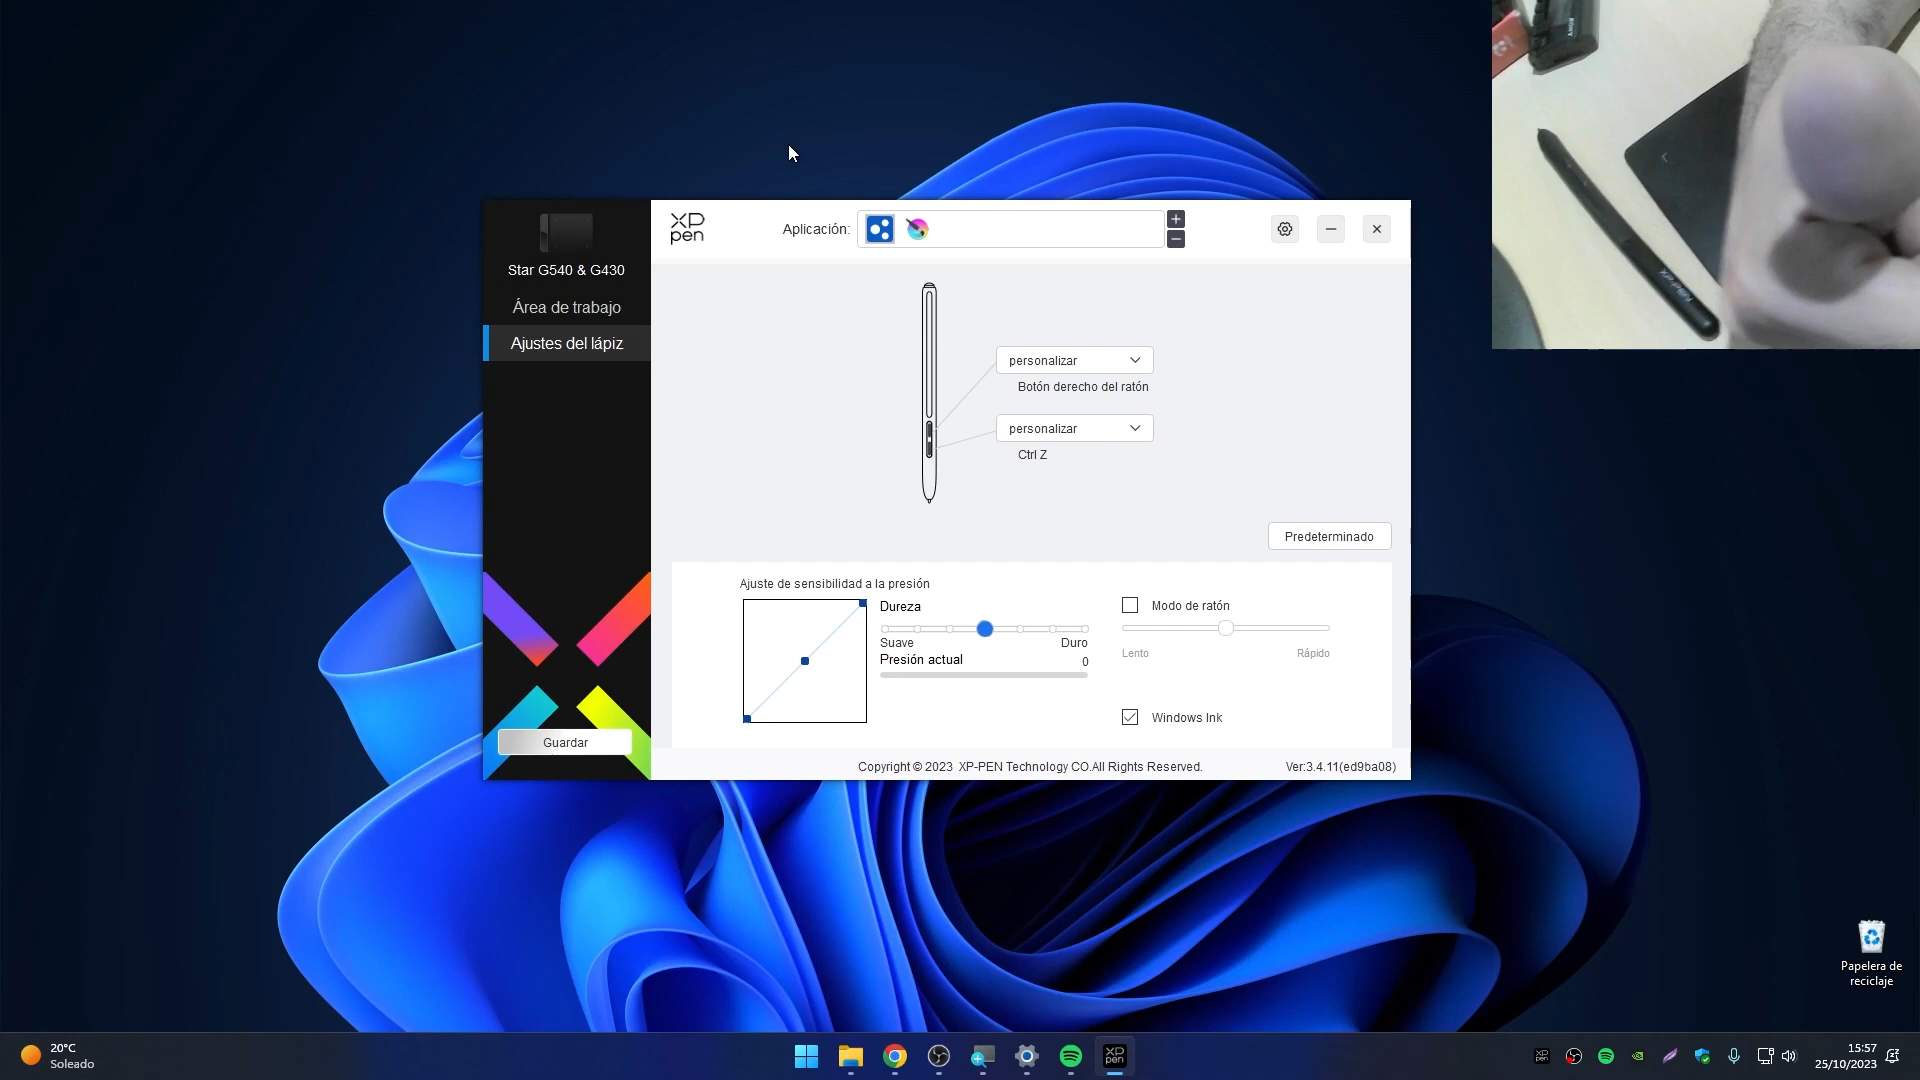 XP
pen
Aplicación:
Star G540 & G430
Área de trabajo
Ajustes del lápiz
personalizar
Botón derecho del ratón
personalizar
Ctrl Z
Predeterminado
Ajuste de sensibilidad a la presión
Dureza
Suave
Duro
Presión actual
0
Modo de ratón
Lento
Rápido
Windows Ink
Guardar
Copyright © 2023 XP-PEN Technology CO.All Rights Reserved.
Ver:3.4.11(ed9ba08)
Papelera de
reciclaje
20°C
Soleado
XP
pen
15:57
25/10/2023